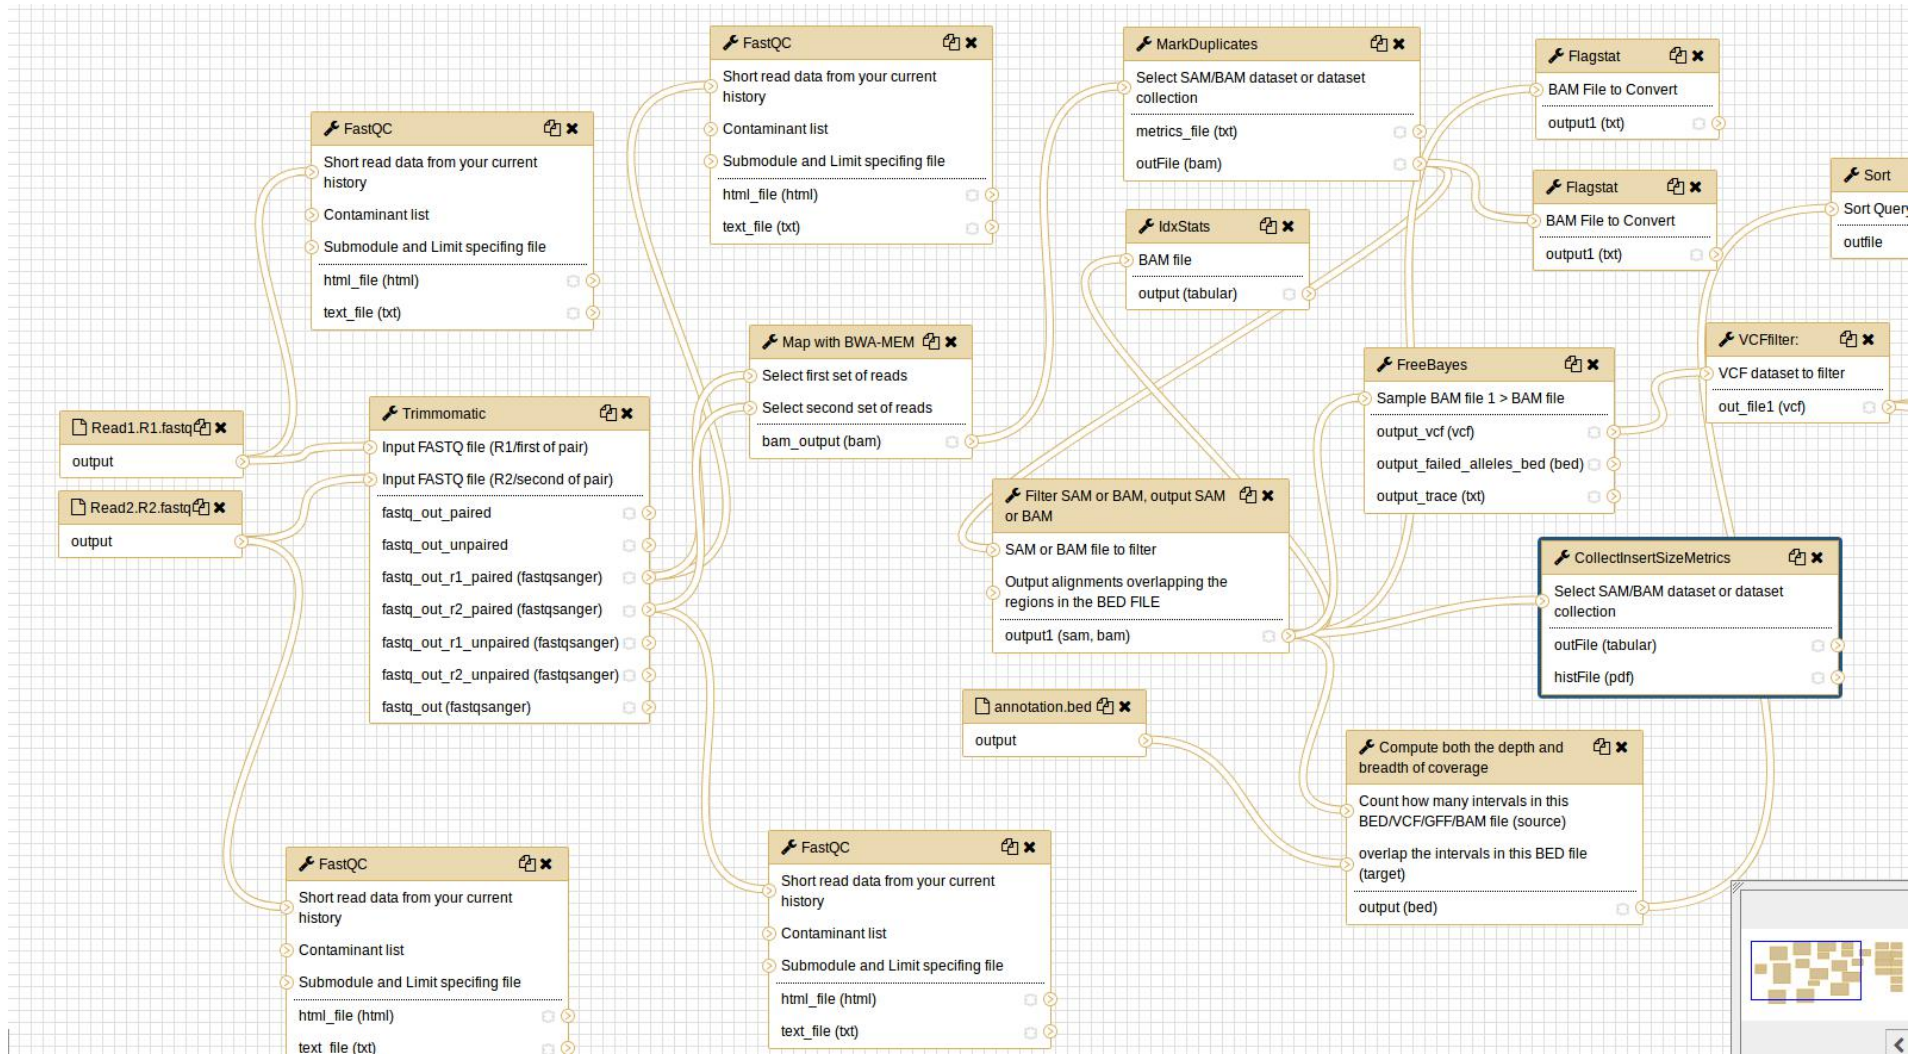 FastQC
Short read data from your current
history
Contaminant list
Submodule and Limit specifing file
html_file (html)
text_file (txt)
Read1.R1.fastq
output
Read2.R2.fastq
output
Trimmomatic
Input FASTQ file (R1/first of pair)
Input FASTQ file (R2/second of pair)
fastq_out_paired
fastq_out_unpaired
fastq_out_r1_paired (fastqsanger)
fastq_out_r2_paired (fastqsanger)
fastq_out_r1_unpaired (fastqsanger)
fastq_out_r2_unpaired (fastqsanger)
fastq_out (fastqsanger)
FastQC
Short read data from your current
history
Contaminant list
Submodule and Limit specifing file
html_file (html)
text_file (txt)
FastQC
Short read data from your current
history
Contaminant list
Submodule and Limit specifing file
html_file (html)
text_file (txt)
Map with BWA-MEM
Select first set of reads
Select second set of reads
bam_output (bam)
FastQC
Short read data from your current
history
Contaminant list
Submodule and Limit specifing file
html_file (html)
text_file (txt)
MarkDuplicates
Select SAM/BAM dataset or dataset
collection
metrics_file (txt)
outFile (bam)
IdxStats
BAM file
output (tabular)
Filter SAM or BAM, output SAM
or BAM
SAM or BAM file to filter
Output alignments overlapping the
regions in the BED FILE
output1 (sam, bam)
annotation.bed
output
Flagstat
BAM File to Convert
output1 (txt)
Flagstat
BAM File to Convert
output1 (txt)
FreeBayes
Sample BAM file 1 > BAM file
output_vcf (vcf)
output_failed_alleles_bed (bed)
output_trace (txt)
CollectInsertSizeMetrics
Select SAM/BAM dataset or dataset
collection
outFile (tabular)
histFile (pdf)
Compute both the depth and
breadth of coverage
Count how many intervals in this
BED/VCF/GFF/BAM file (source)
overlap the intervals in this BED file
(target)
output (bed)
Sort
Sort Query
outfile
VCFfilter:
VCF dataset to filter
out_file1 (vcf)